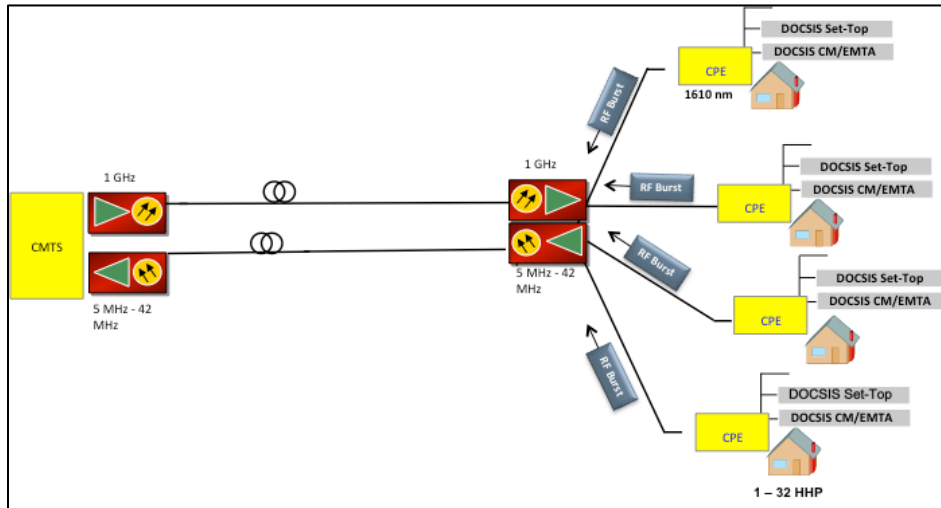 DOCSIS Set-Top
DOCSIS CM/EMTA
CPE
1610 nm
RF Burst
1 GHz
1 GHz
RF Burst
DOCSIS Set-Top
DOCSIS CM/EMTA
CPE
CMTS
RF Burst
5 MHz - 42
MHz
5 MHz - 42
MHz
DOCSIS Set-Top
DOCSIS CM/EMTA
CPE
RF Burst
DOCSIS Set-Top
DOCSIS CM/EMTA
CPE
1 – 32 HHP